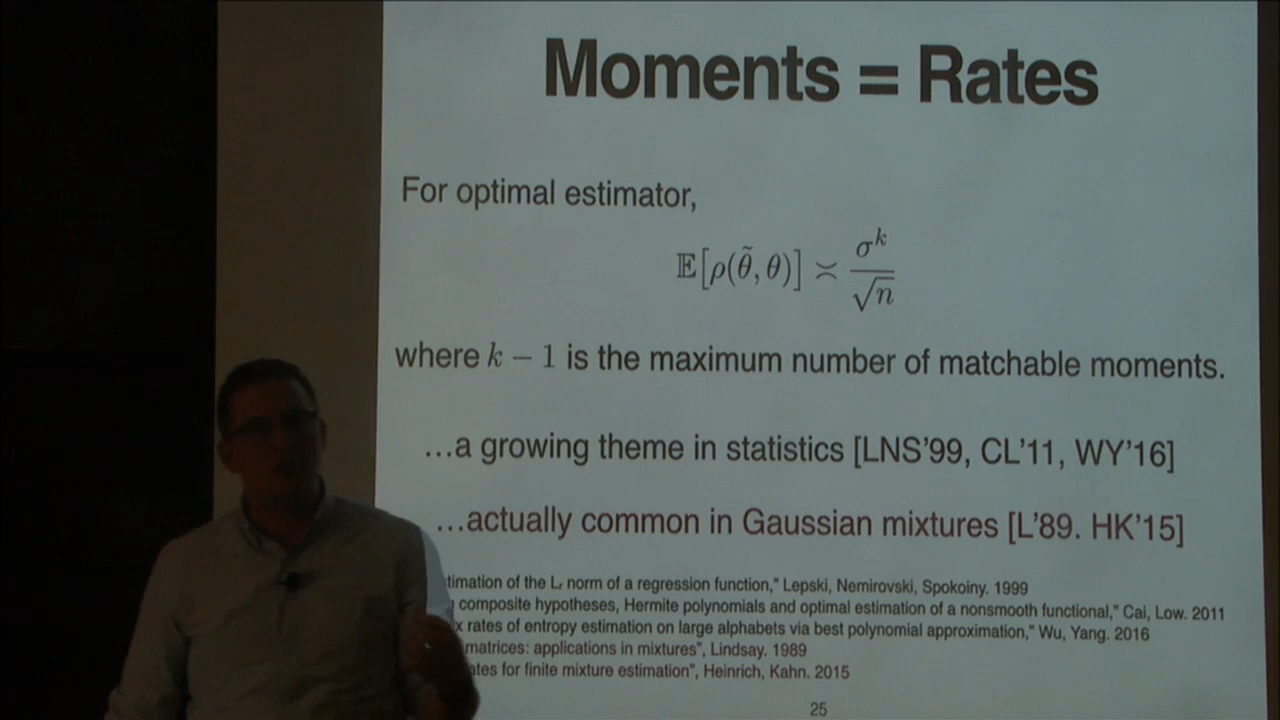 Moments = Rates
For optimal estimator,
𝔼[ρ(θ̃, θ)] ≍ σ^k / √n
where k − 1 is the maximum number of matchable moments.
...a growing theme in statistics [LNS'99, CL'11, WY'16]
...actually common in Gaussian mixtures [L'89. HK'15]
of the Lᵣ norm of a regression function," Lepski, Nemirovski, Spokoiny. 1999
composite hypotheses, Hermite polynomials and optimal estimation of a nonsmooth functional," Cai, Low. 2011
rates of entropy estimation on large alphabets via best polynomial approximation," Wu, Yang. 2016
matrices: applications in mixtures", Lindsay. 1989
for finite mixture estimation", Heinrich, Kahn. 2015
25